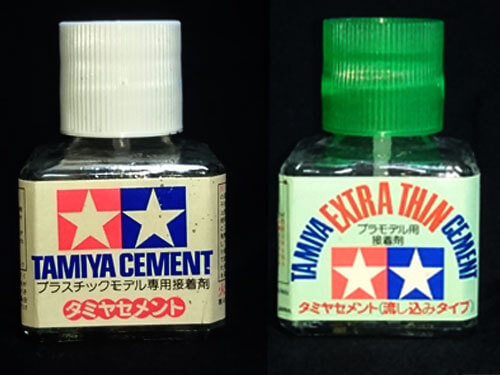 TAMIYA CEMENT
プラスチックモデル専用接着剤
タミヤセメント
TAMIYA EXTRA THIN CEMENT
プラモデル用
接着剤
タミヤセメント(流し込みタイプ)